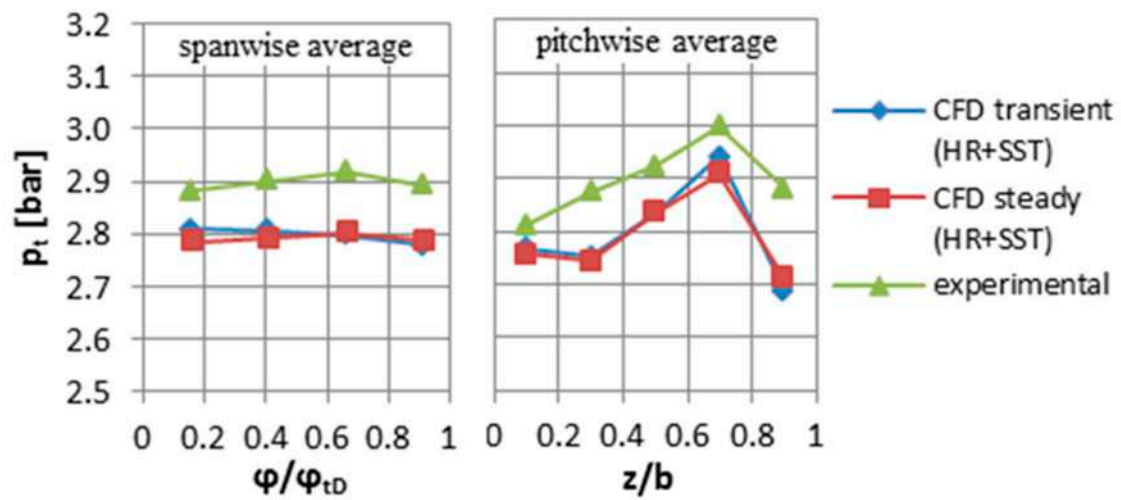 spanwise average
pitchwise average
3.2
3.1
3.0
2.9
2.8
2.7
2.6
2.5
pt [bar]
0 0.2 0.4 0.6 0.8 1
φ/φtD
0 0.2 0.4 0.6 0.8 1
z/b
CFD transient
(HR+SST)
CFD steady
(HR+SST)
experimental